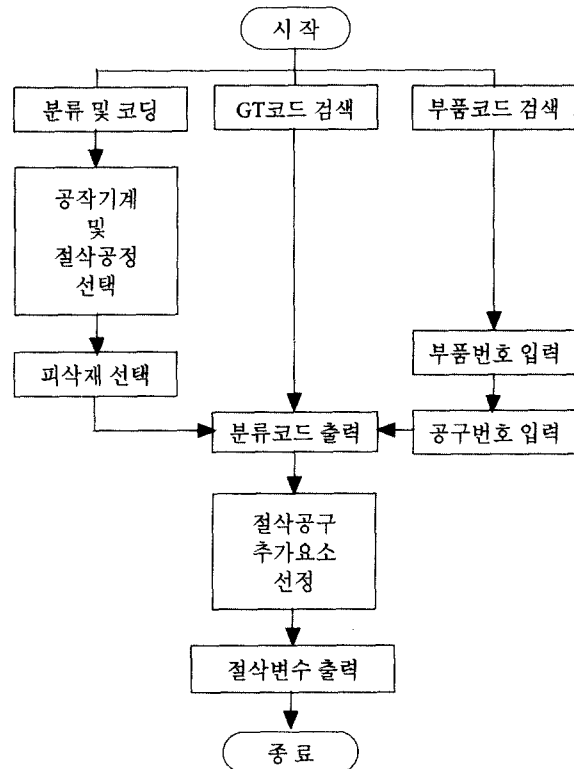 시 작
분류 및 코딩
GT코드 검색
부품코드 검색
공작기계
및
절삭공정
선택
부품번호 입력
피삭재 선택
분류코드 출력
공구번호 입력
절삭공구
추가요소
선정
절삭변수 출력
종 료